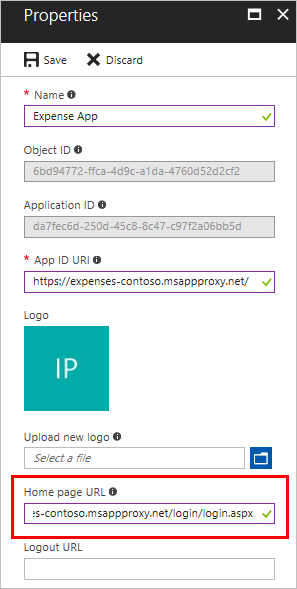 Properties
Save Discard
* Name
Expense App
Object ID
6bd94772-ffca-4d9c-a1da-4760d52d2cf2
Application ID
da7fec6d-250d-45c8-8c47-c97f2a06bb5d
* App ID URI
https://expenses-contoso.msappproxy.net/
Logo
IP
Upload new logo
Select a file
Home page URL
es-contoso.msappproxy.net/login/login.aspx
Logout URL